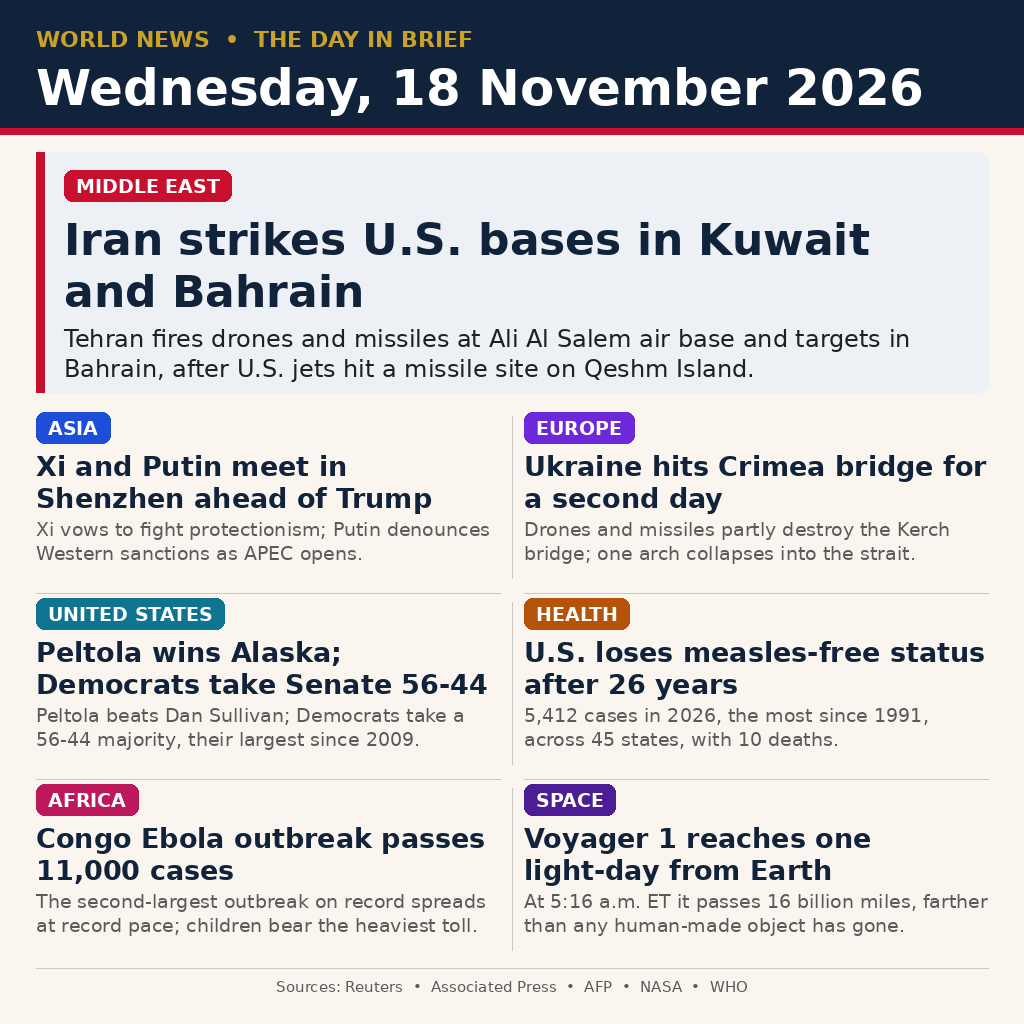 WORLD NEWS • THE DAY IN BRIEF
Wednesday, 18 November 2026
MIDDLE EAST
Iran strikes U.S. bases in Kuwait
and Bahrain
Tehran fires drones and missiles at Ali Al Salem air base and targets in
Bahrain, after U.S. jets hit a missile site on Qeshm Island.
ASIA
Xi and Putin meet in
Shenzhen ahead of Trump
Xi vows to fight protectionism; Putin denounces
Western sanctions as APEC opens.
EUROPE
Ukraine hits Crimea bridge for
a second day
Drones and missiles partly destroy the Kerch
bridge; one arch collapses into the strait.
UNITED STATES
Peltola wins Alaska;
Democrats take Senate 56-44
Peltola beats Dan Sullivan; Democrats take a
56-44 majority, their largest since 2009.
HEALTH
U.S. loses measles-free status
after 26 years
5,412 cases in 2026, the most since 1991,
across 45 states, with 10 deaths.
AFRICA
Congo Ebola outbreak passes
11,000 cases
The second-largest outbreak on record spreads
at record pace; children bear the heaviest toll.
SPACE
Voyager 1 reaches one
light-day from Earth
At 5:16 a.m. ET it passes 16 billion miles, farther
than any human-made object has gone.
Sources: Reuters • Associated Press • AFP • NASA • WHO